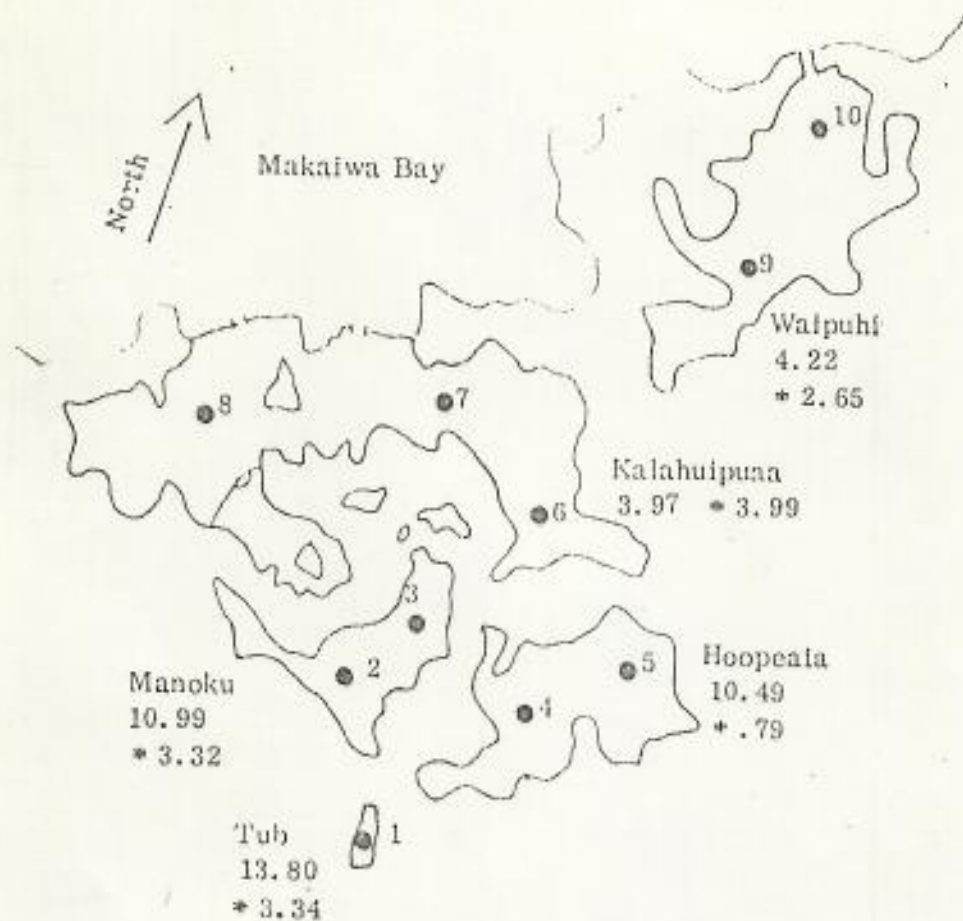 North
Makaiwa Bay
10
9
Waipuhi
4.22
* 2.65
8
7
Kalahuipuaa
3.97 * 3.99
6
3
2
Manoku
10.99
* 3.32
5
4
Hoopeaia
10.49
* .79
Tub
13.80
* 3.34
1